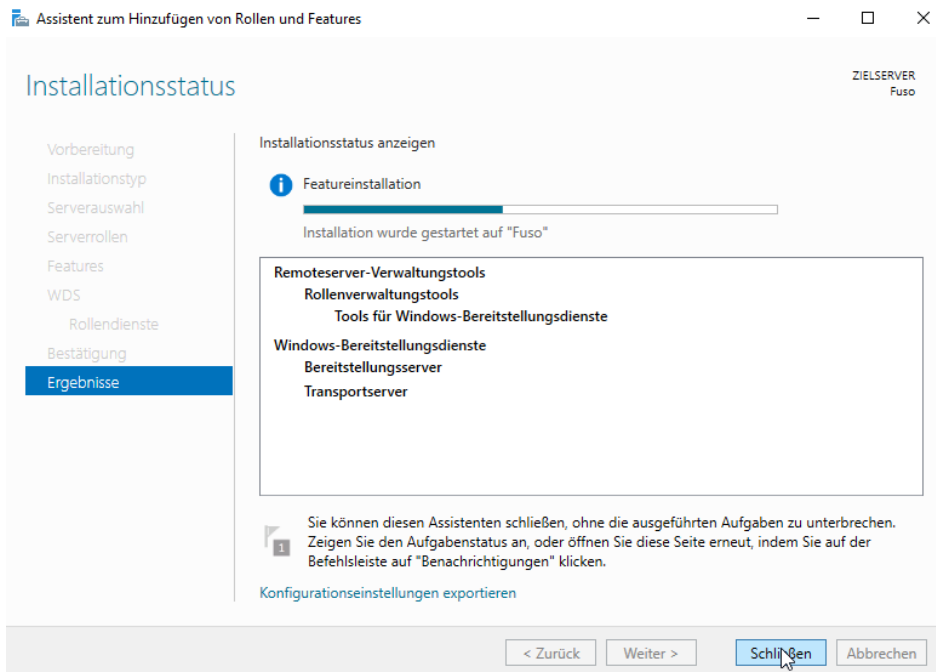 Assistent zum Hinzufügen von Rollen und Features
Installationsstatus
ZIELSERVER
Fuso
Vorbereitung
Installationstyp
Serverauswahl
Serverrollen
Features
WDS
Rollendienste
Bestätigung
Ergebnisse
Installationsstatus anzeigen
Featureinstallation
Installation wurde gestartet auf "Fuso"
Remoteserver-Verwaltungstools
Rollenverwaltungstools
Tools für Windows-Bereitstellungsdienste
Windows-Bereitstellungsdienste
Bereitstellungsserver
Transportserver
1
Sie können diesen Assistenten schließen, ohne die ausgeführten Aufgaben zu unterbrechen.
Zeigen Sie den Aufgabenstatus an, oder öffnen Sie diese Seite erneut, indem Sie auf der
Befehlsleiste auf "Benachrichtigungen" klicken.
Konfigurationseinstellungen exportieren
< Zurück
Weiter >
Schließen
Abbrechen